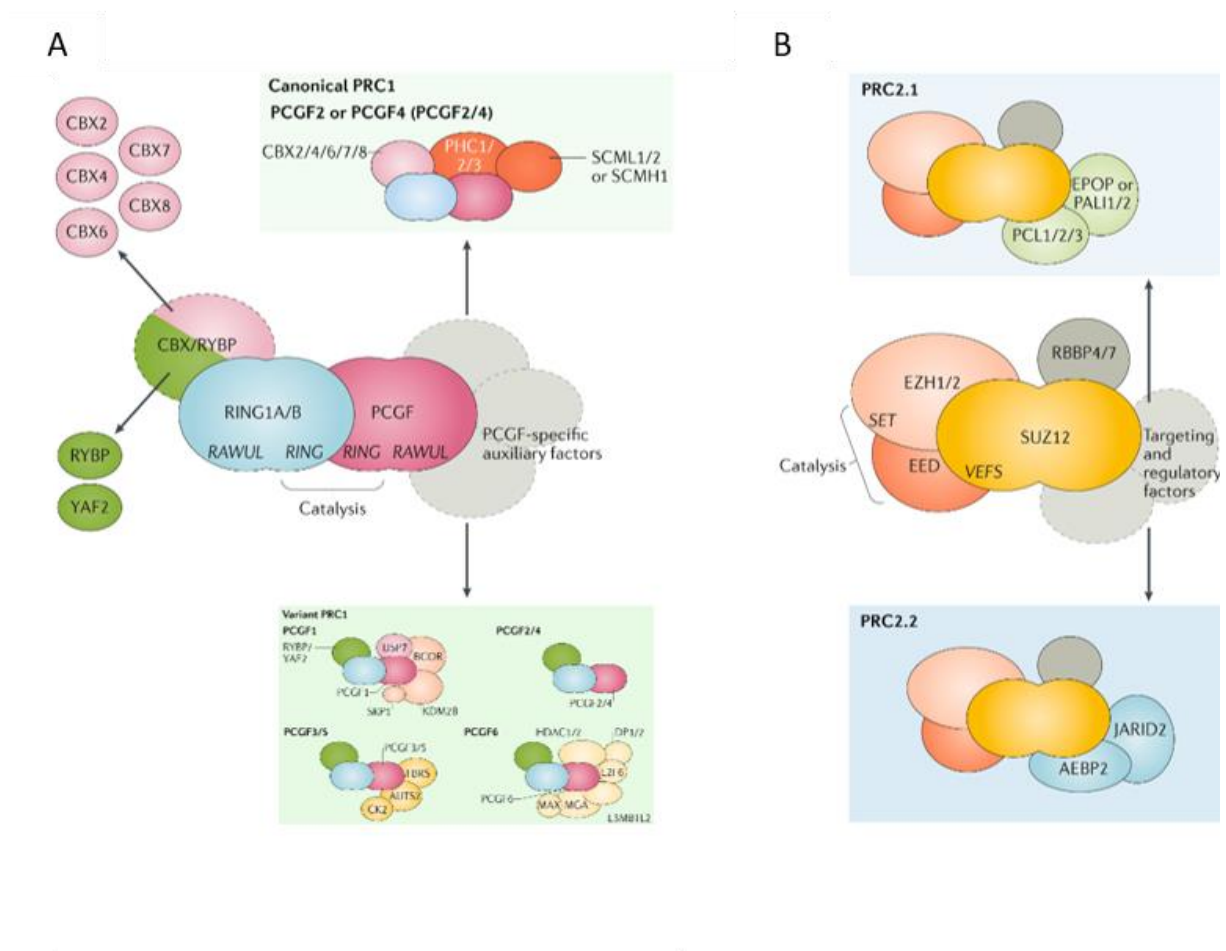 A
Canonical PRC1
PCGF2 or PCGF4 (PCGF2/4)
CBX2/4/6/7/8
PHC1/
2/3
SCML1/2
or SCMH1
CBX2
CBX7
CBX4
CBX8
CBX6
CBX/RYBP
RING1A/B
PCGF
RAWUL RING RING RAWUL
PCGF-specific
auxiliary factors
Catalysis
RYBP
YAF2
Variant PRC1
PCGF1
RYBP/
YAF2
USP7
BCOR
PCGF1
SKP1
KDM2B
PCGF2/4
PCGF2/4
PCGF3/5
PCGF3/5
AUTS2
CK2
PCGF6
HDAC1/2
DP1/2
PCGF6
MAX MGA
L3MBTL2
B
PRC2.1
EPOP or
PALI1/2
PCL1/2/3
RBBP4/7
EZH1/2
SET
SUZ12
EED
VEFS
Catalysis
Targeting
and
regulatory
factors
PRC2.2
JARID2
AEBP2